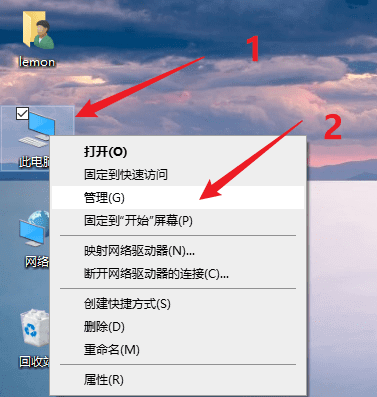 lemon
1
此电脑
2
打开(O)
固定到快速访问
管理(G)
固定到“开始”屏幕(P)
映射网络驱动器(N)...
断开网络驱动器的连接(C)...
创建快捷方式(S)
删除(D)
重命名(M)
属性(R)
网络
回收站